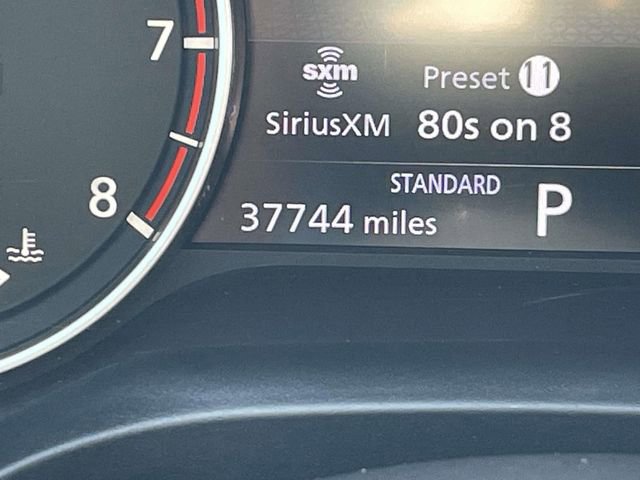 7
sxm
Preset 11
SiriusXM 80s on 8
STANDARD
8
P
37744 miles